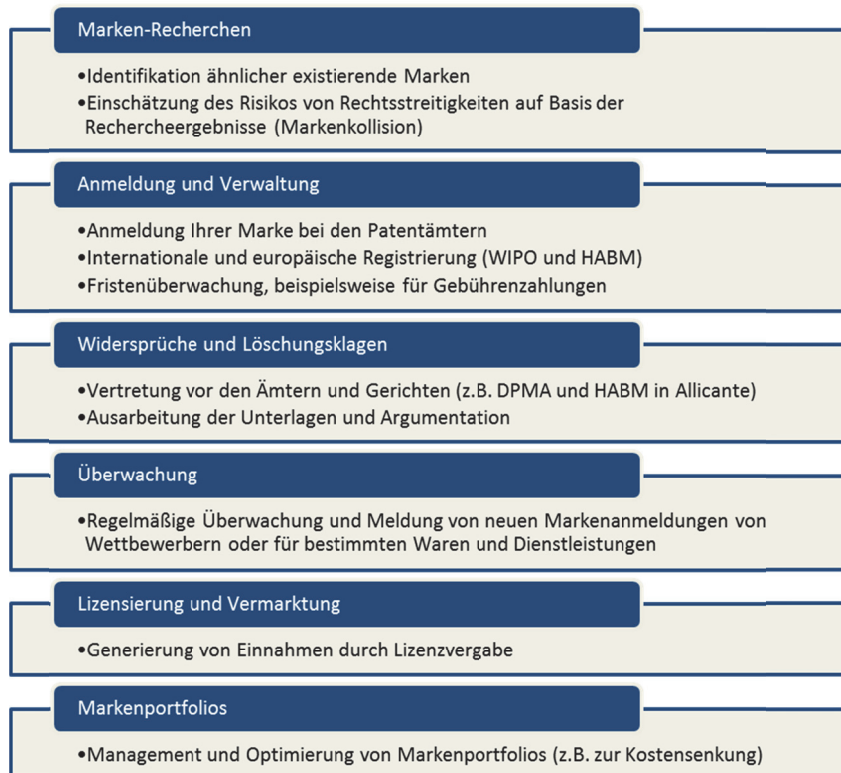 Marken-Recherchen
•Identifikation ähnlicher existierende Marken
•Einschätzung des Risikos von Rechtsstreitigkeiten auf Basis der
Rechercheergebnisse (Markenkollision)
Anmeldung und Verwaltung
•Anmeldung Ihrer Marke bei den Patentämtern
•Internationale und europäische Registrierung (WIPO und HABM)
•Fristenüberwachung, beispielsweise für Gebührenzahlungen
Widersprüche und Löschungsklagen
•Vertretung vor den Ämtern und Gerichten (z.B. DPMA und HABM in Allicante)
•Ausarbeitung der Unterlagen und Argumentation
Überwachung
•Regelmäßige Überwachung und Meldung von neuen Markenanmeldungen von
Wettbewerbern oder für bestimmten Waren und Dienstleistungen
Lizensierung und Vermarktung
•Generierung von Einnahmen durch Lizenzvergabe
Markenportfolios
•Management und Optimierung von Markenportfolios (z.B. zur Kostensenkung)